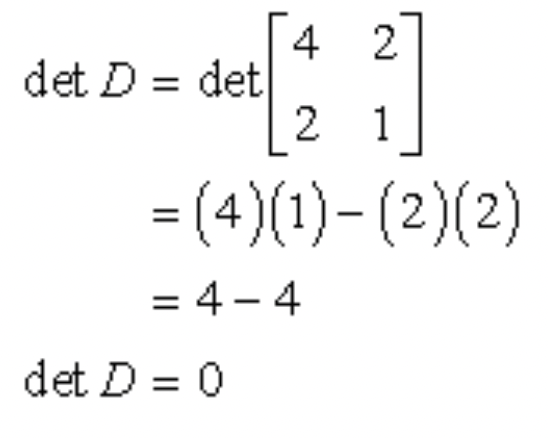 det D = det [4 2
2 1]
= (4)(1) − (2)(2)
= 4 − 4
det D = 0